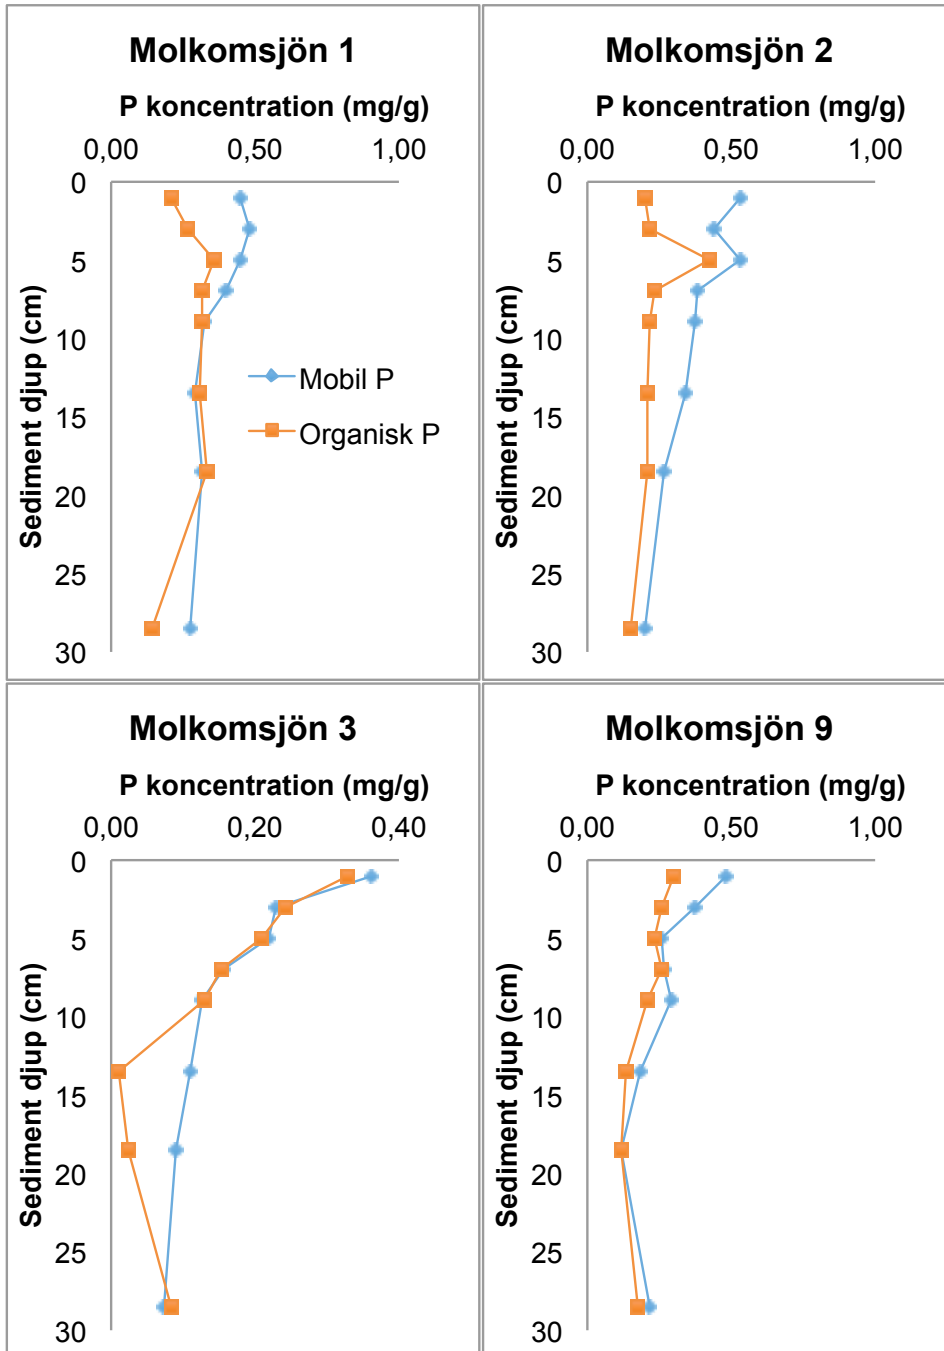 Molkomsjön 1
P koncentration (mg/g)
0,00 0,50 1,00
0
5
10
15
20
25
30
Sediment djup (cm)
Mobil P
Organisk P
Molkomsjön 2
P koncentration (mg/g)
0,00 0,50 1,00
0
5
10
15
20
25
30
Sediment djup (cm)
Molkomsjön 3
P koncentration (mg/g)
0,00 0,20 0,40
0
5
10
15
20
25
30
Sediment djup (cm)
Molkomsjön 9
P koncentration (mg/g)
0,00 0,50 1,00
0
5
10
15
20
25
30
Sediment djup (cm)